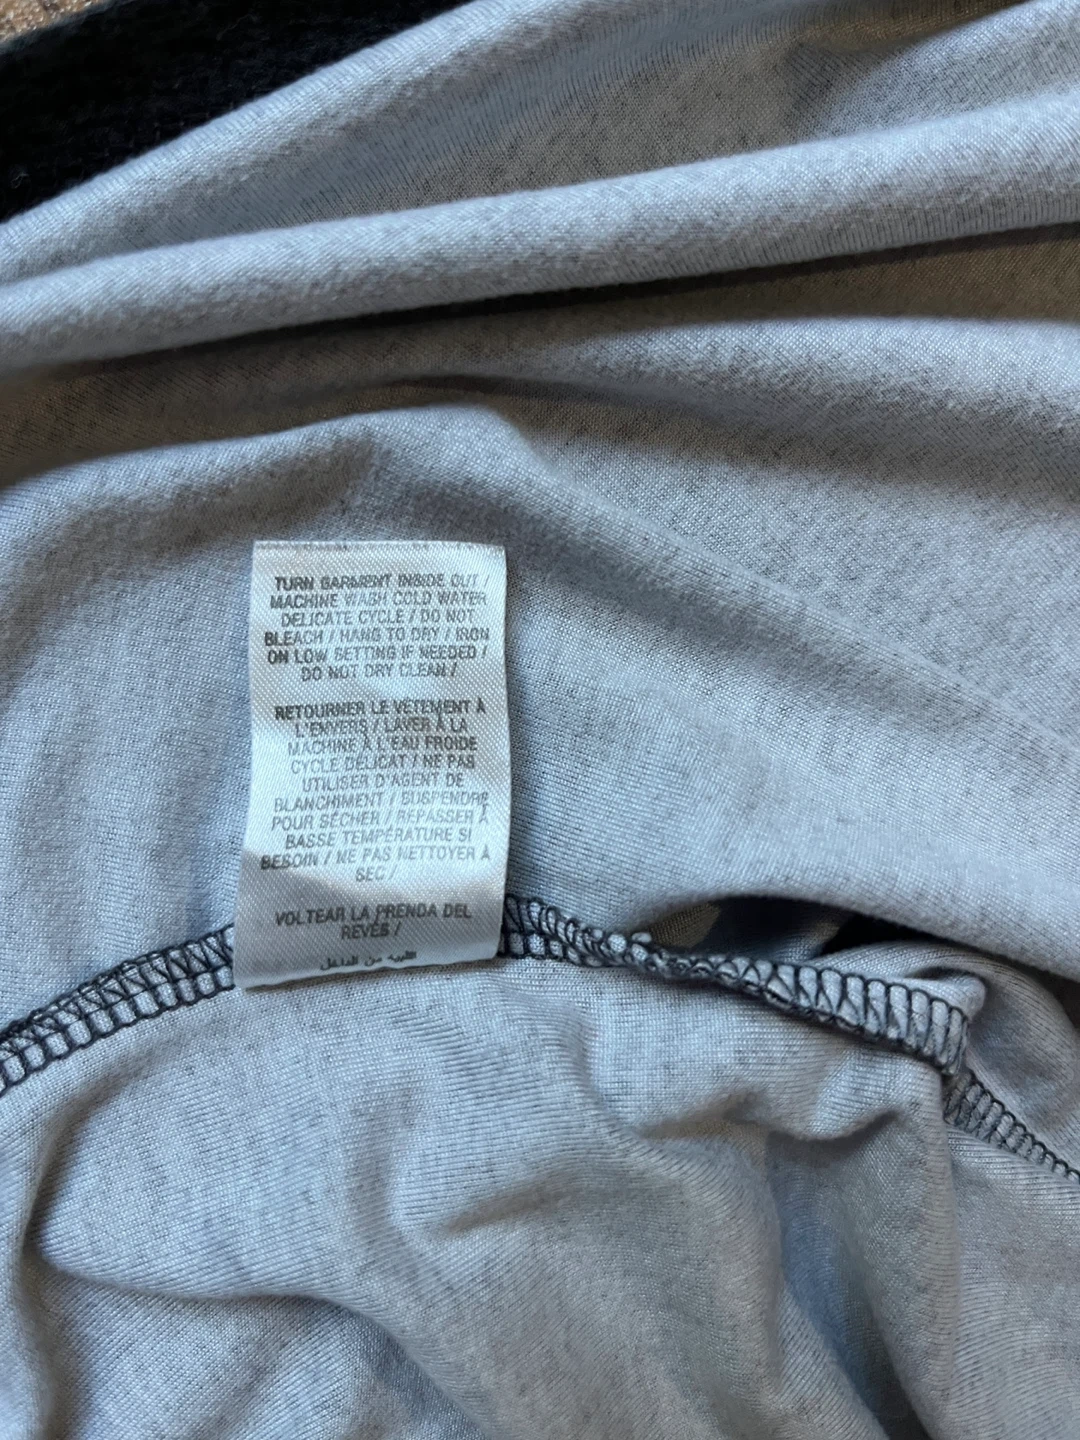 TURN GARMENT INSIDE OUT /
MACHINE WASH COLD WATER
DELICATE CYCLE / DO NOT
BLEACH / HANG TO DRY / IRON
ON LOW SETTING IF NEEDED /
DO NOT DRY CLEAN /
RETOURNER LE VÊTEMENT À
L'ENVERS / LAVER À LA
MACHINE À L'EAU FROIDE
CYCLE DÉLICAT / NE PAS
UTILISER D'AGENT DE
BLANCHIMENT / SUSPENDRE
POUR SÉCHER / REPASSER À
BASSE TEMPÉRATURE SI
BESOIN / NE PAS NETTOYER À
SEC /
VOLTEAR LA PRENDA DEL
REVÉS /
اقلبيه من الداخل